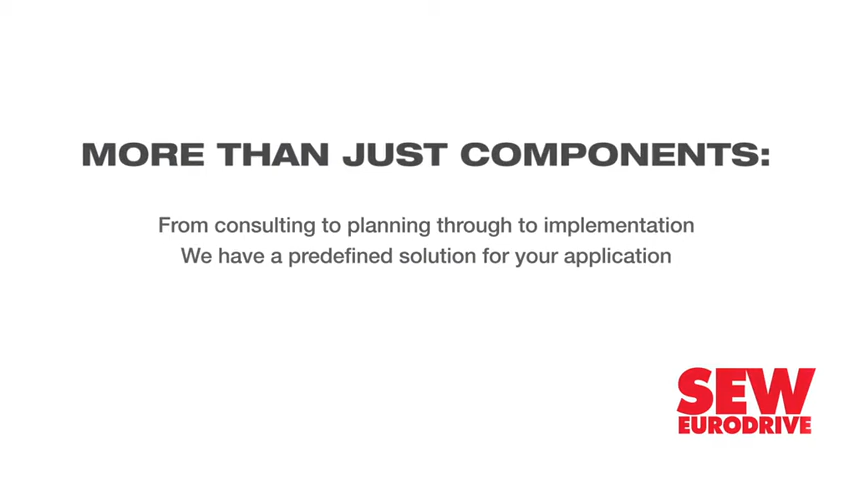 MORE THAN JUST COMPONENTS:
From consulting to planning through to implementation
We have a predefined solution for your application
SEW
EURODRIVE